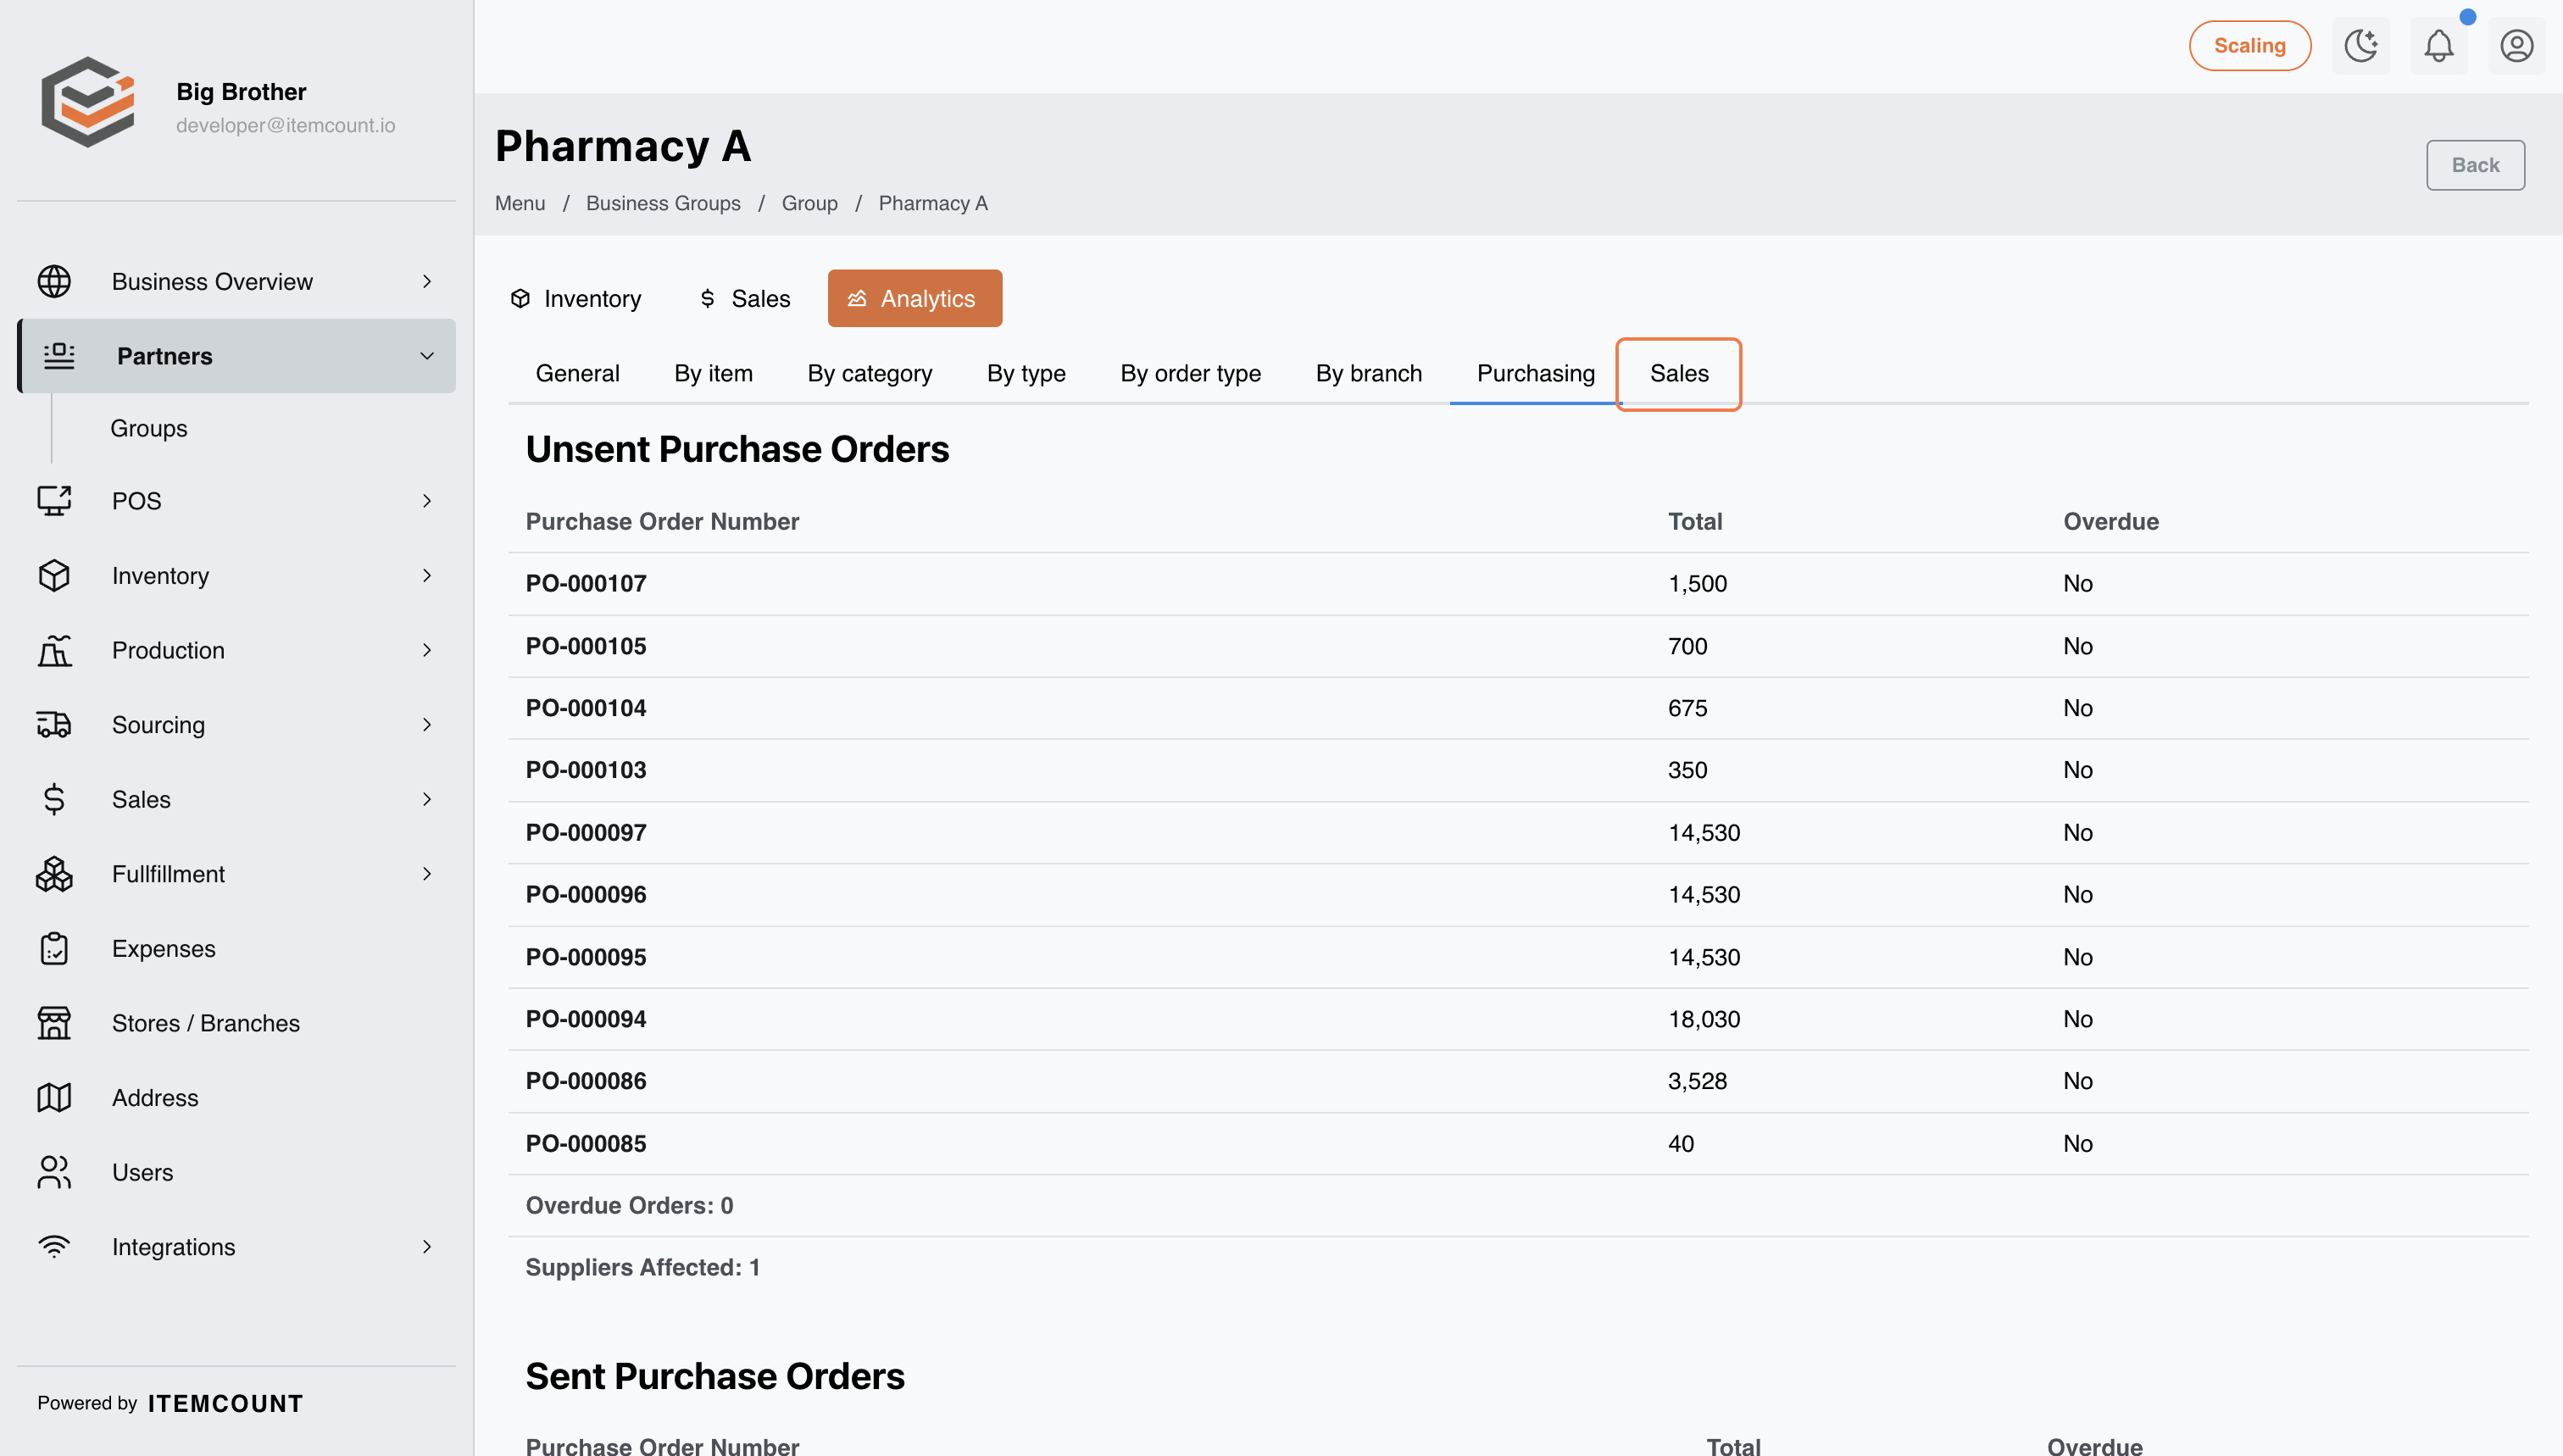 Big Brother
developer@itemcount.io
Business Overview
Partners
Groups
POS
Inventory
Production
Sourcing
Sales
Fullfillment
Expenses
Stores / Branches
Address
Users
Integrations
Powered by ITEMCOUNT
Scaling
Pharmacy A
Back
Menu / Business Groups / Group / Pharmacy A
Inventory Sales Analytics
General By item By category By type By order type By branch Purchasing Sales
Unsent Purchase Orders
Purchase Order Number Total Overdue
PO-000107 1,500 No
PO-000105 700 No
PO-000104 675 No
PO-000103 350 No
PO-000097 14,530 No
PO-000096 14,530 No
PO-000095 14,530 No
PO-000094 18,030 No
PO-000086 3,528 No
PO-000085 40 No
Overdue Orders: 0
Suppliers Affected: 1
Sent Purchase Orders
Purchase Order Number Total Overdue